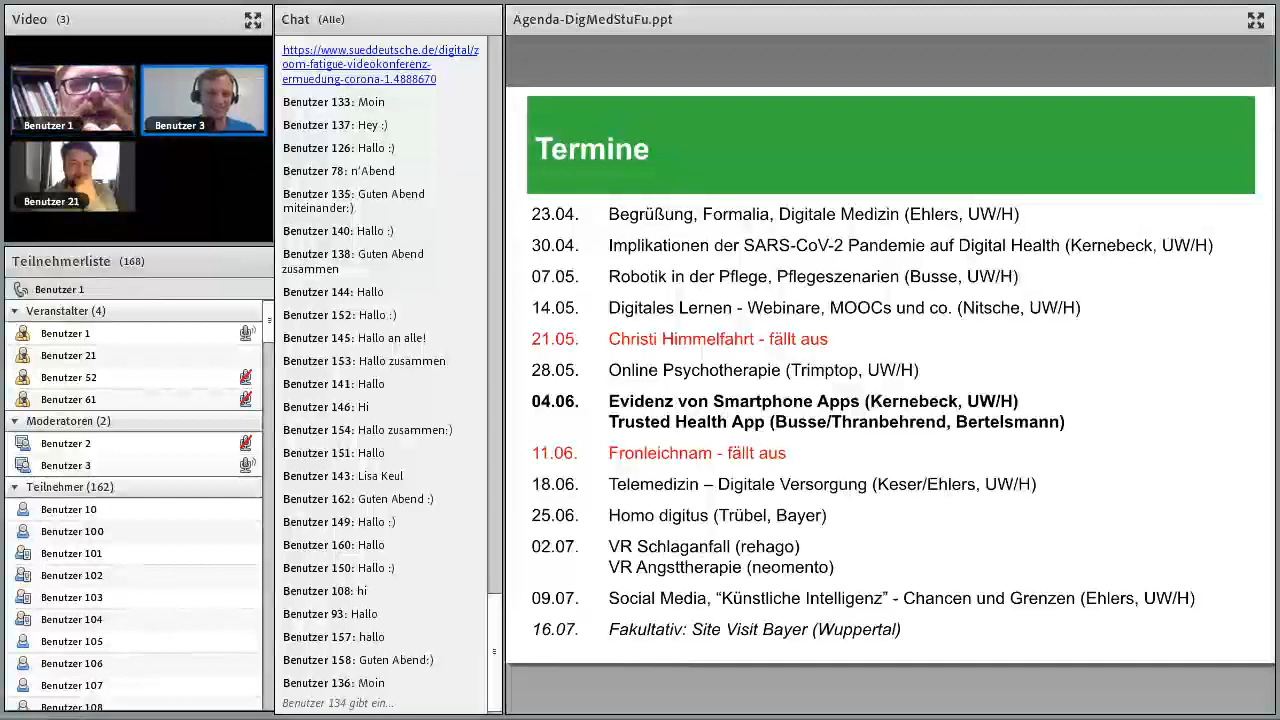 Video (3)
Benutzer 1
Benutzer 3
Benutzer 21
Teilnehmerliste (168)
Benutzer 1
Veranstalter (4)
Benutzer 1
Benutzer 21
Benutzer 52
Benutzer 61
Moderatoren (2)
Benutzer 2
Benutzer 3
Teilnehmer (162)
Benutzer 10
Benutzer 100
Benutzer 101
Benutzer 102
Benutzer 103
Benutzer 104
Benutzer 105
Benutzer 106
Benutzer 107
Benutzer 108
Chat (Alle)
https://www.sueddeutsche.de/digital/z
oom-fatigue-videokonferenz-
ermuedung-corona-1.4888670
Benutzer 133: Moin
Benutzer 137: Hey :)
Benutzer 126: Hallo :)
Benutzer 78: n'Abend
Benutzer 135: Guten Abend
miteinander:)
Benutzer 140: Hallo :)
Benutzer 138: Guten Abend
zusammen
Benutzer 144: Hallo
Benutzer 152: Hallo :)
Benutzer 145: Hallo an alle!
Benutzer 153: Hallo zusammen
Benutzer 141: Hallo
Benutzer 146: Hi
Benutzer 154: Hallo zusammen:)
Benutzer 151: Hallo
Benutzer 143: Lisa Keul
Benutzer 162: Guten Abend :)
Benutzer 149: Hallo :)
Benutzer 160: Hallo
Benutzer 150: Hallo :)
Benutzer 108: hi
Benutzer 93: Hallo
Benutzer 157: hallo
Benutzer 158: Guten Abend:)
Benutzer 136: Moin
Benutzer 134 gibt ein...
Agenda-DigMedStuFu.ppt
Termine
23.04. Begrüßung, Formalia, Digitale Medizin (Ehlers, UW/H)
30.04. Implikationen der SARS-CoV-2 Pandemie auf Digital Health (Kernebeck, UW/H)
07.05. Robotik in der Pflege, Pflegeszenarien (Busse, UW/H)
14.05. Digitales Lernen - Webinare, MOOCs und co. (Nitsche, UW/H)
21.05. Christi Himmelfahrt - fällt aus
28.05. Online Psychotherapie (Trimptop, UW/H)
04.06. Evidenz von Smartphone Apps (Kernebeck, UW/H)
Trusted Health App (Busse/Thranbehrend, Bertelsmann)
11.06. Fronleichnam - fällt aus
18.06. Telemedizin – Digitale Versorgung (Keser/Ehlers, UW/H)
25.06. Homo digitus (Trübel, Bayer)
02.07. VR Schlaganfall (rehago)
VR Angsttherapie (neomento)
09.07. Social Media, “Künstliche Intelligenz” - Chancen und Grenzen (Ehlers, UW/H)
16.07. Fakultativ: Site Visit Bayer (Wuppertal)